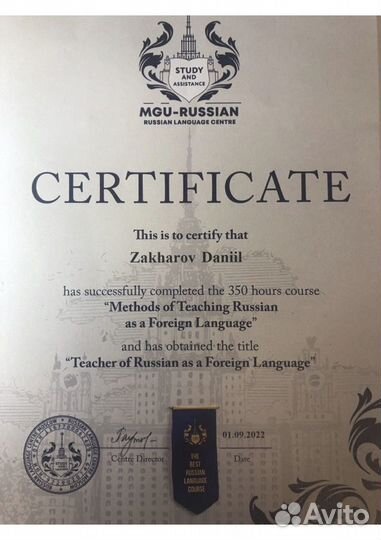 STUDY
AND
ASSISTANCE
MGU-RUSSIAN
RUSSIAN LANGUAGE CENTRE
CERTIFICATE
This is to certify that
Zakharov Daniil
has successfully completed the 350 hours course
“Methods of Teaching Russian
as a Foreign Language”
and has obtained the title
“Teacher of Russian as a Foreign Language”
01.09.2022
Centre Director
Date
THE
BEST
RUSSIAN
LANGUAGE
COURSE
Avito